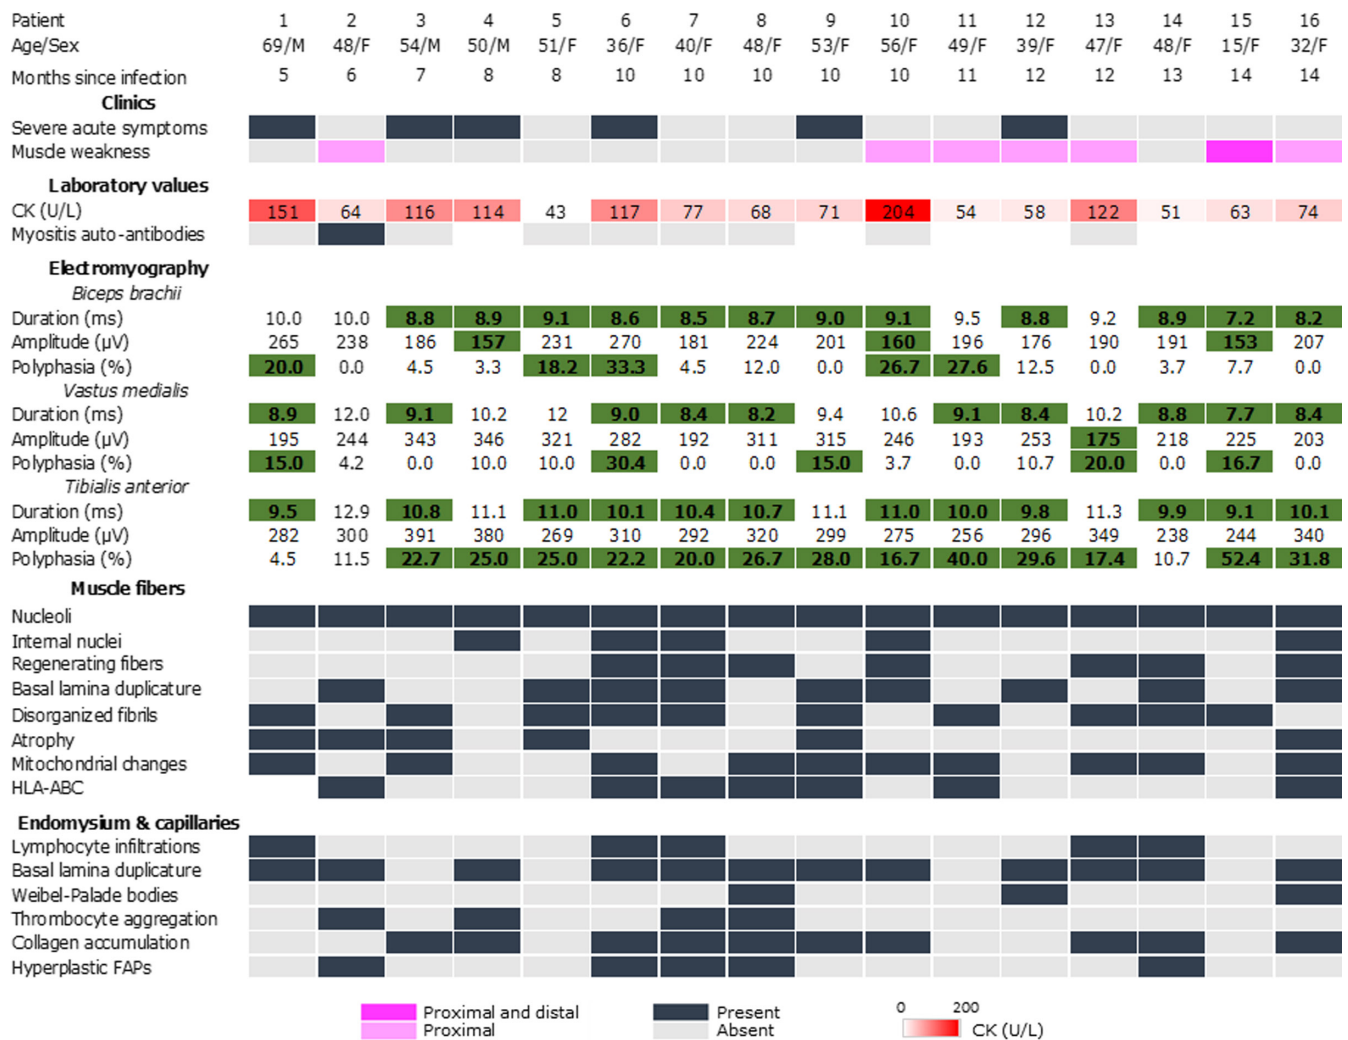 Patient 1 2 3 4 5 6 7 8 9 10 11 12 13 14 15 16
Age/Sex 69/M 48/F 54/M 50/M 51/F 36/F 40/F 48/F 53/F 56/F 49/F 39/F 47/F 48/F 15/F 32/F
Months since infection 5 6 7 8 8 10 10 10 10 10 11 12 12 13 14 14
Clinics
Severe acute symptoms
Muscle weakness
Laboratory values
CK (U/L) 151 64 116 114 43 117 77 68 71 204 54 58 122 51 63 74
Myositis auto-antibodies
Electromyography
Biceps brachii
Duration (ms) 10.0 10.0 8.8 8.9 9.1 8.6 8.5 8.7 9.0 9.1 9.5 8.8 9.2 8.9 7.2 8.2
Amplitude (µV) 265 238 186 157 231 270 181 224 201 160 196 176 190 191 153 207
Polyphasia (%) 20.0 0.0 4.5 3.3 18.2 33.3 4.5 12.0 0.0 26.7 27.6 12.5 0.0 3.7 7.7 0.0
Vastus medialis
Duration (ms) 8.9 12.0 9.1 10.2 12 9.0 8.4 8.2 9.4 10.6 9.1 8.4 10.2 8.8 7.7 8.4
Amplitude (µV) 195 244 343 346 321 282 192 311 315 246 193 253 175 218 225 203
Polyphasia (%) 15.0 4.2 0.0 10.0 10.0 30.4 0.0 0.0 15.0 3.7 0.0 10.7 20.0 0.0 16.7 0.0
Tibialis anterior
Duration (ms) 9.5 12.9 10.8 11.1 11.0 10.1 10.4 10.7 11.1 11.0 10.0 9.8 11.3 9.9 9.1 10.1
Amplitude (µV) 282 300 391 380 269 310 292 320 299 275 256 296 349 238 244 340
Polyphasia (%) 4.5 11.5 22.7 25.0 25.0 22.2 20.0 26.7 28.0 16.7 40.0 29.6 17.4 10.7 52.4 31.8
Muscle fibers
Nucleoli
Internal nuclei
Regenerating fibers
Basal lamina duplicature
Disorganized fibrils
Atrophy
Mitochondrial changes
HLA-ABC
Endomysium & capillaries
Lymphocyte infiltrations
Basal lamina duplicature
Weibel-Palade bodies
Thrombocyte aggregation
Collagen accumulation
Hyperplastic FAPs
Proximal and distal Present 0 200
Proximal Absent CK (U/L)